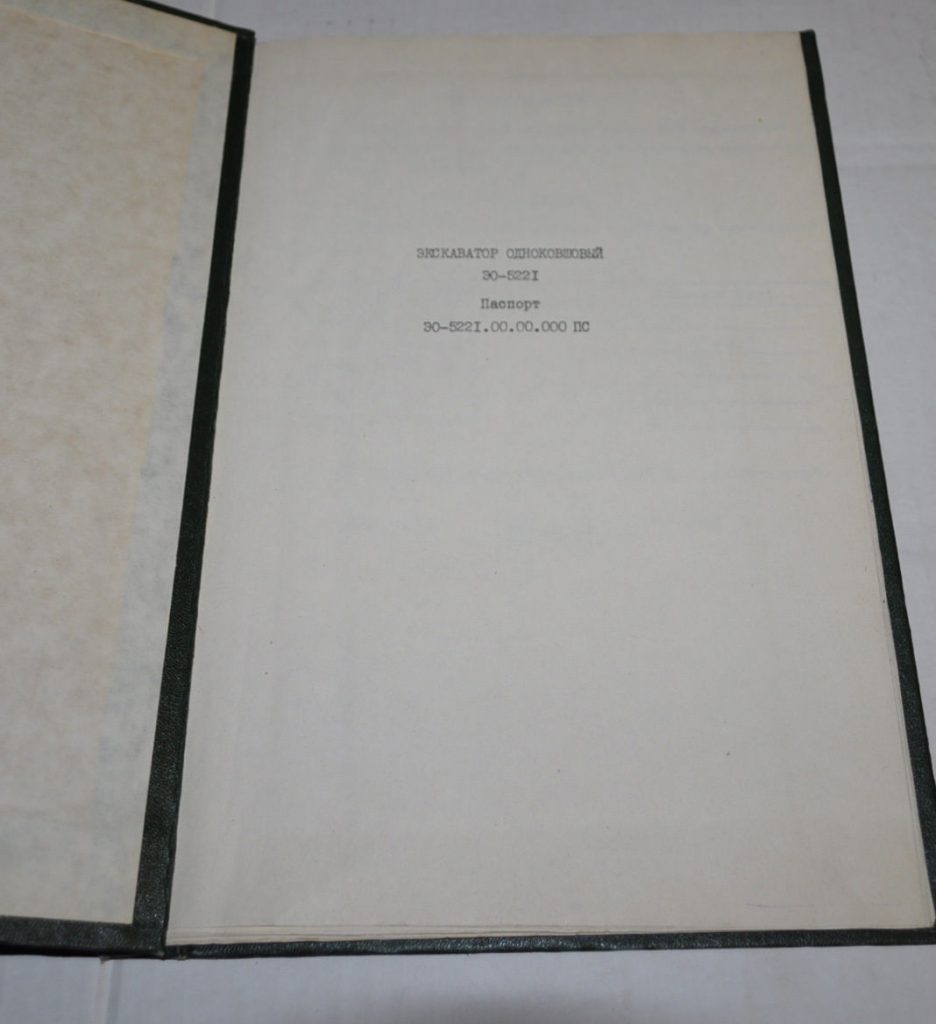 ЭКСКАВАТОР ОДНОКОВШОВЫЙ
ЭО-5221
Паспорт
ЭО-5221.00.00.000 ПС